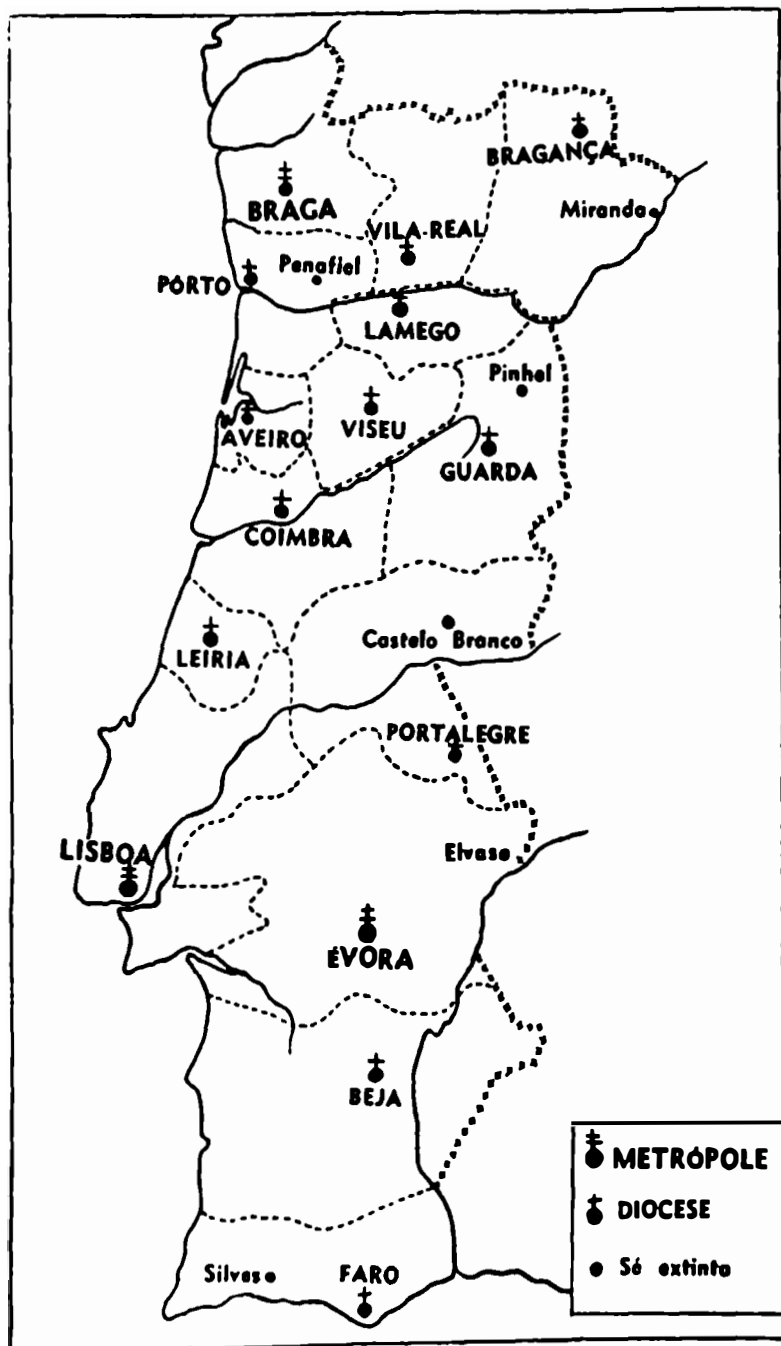 BRAGANÇA
BRAGA
Miranda
VILA-REAL
Penafiel
PÔRTO
LAMEGO
Pinhel
AVEIRO
VISEU
GUARDA
COIMBRA
LEIRIA
Castelo Branco
PORTALEGRE
LISBOA
Elvas
ÉVORA
BEJA
METRÓPOLE
DIOCESE
Sé extinta
Silves
FARO